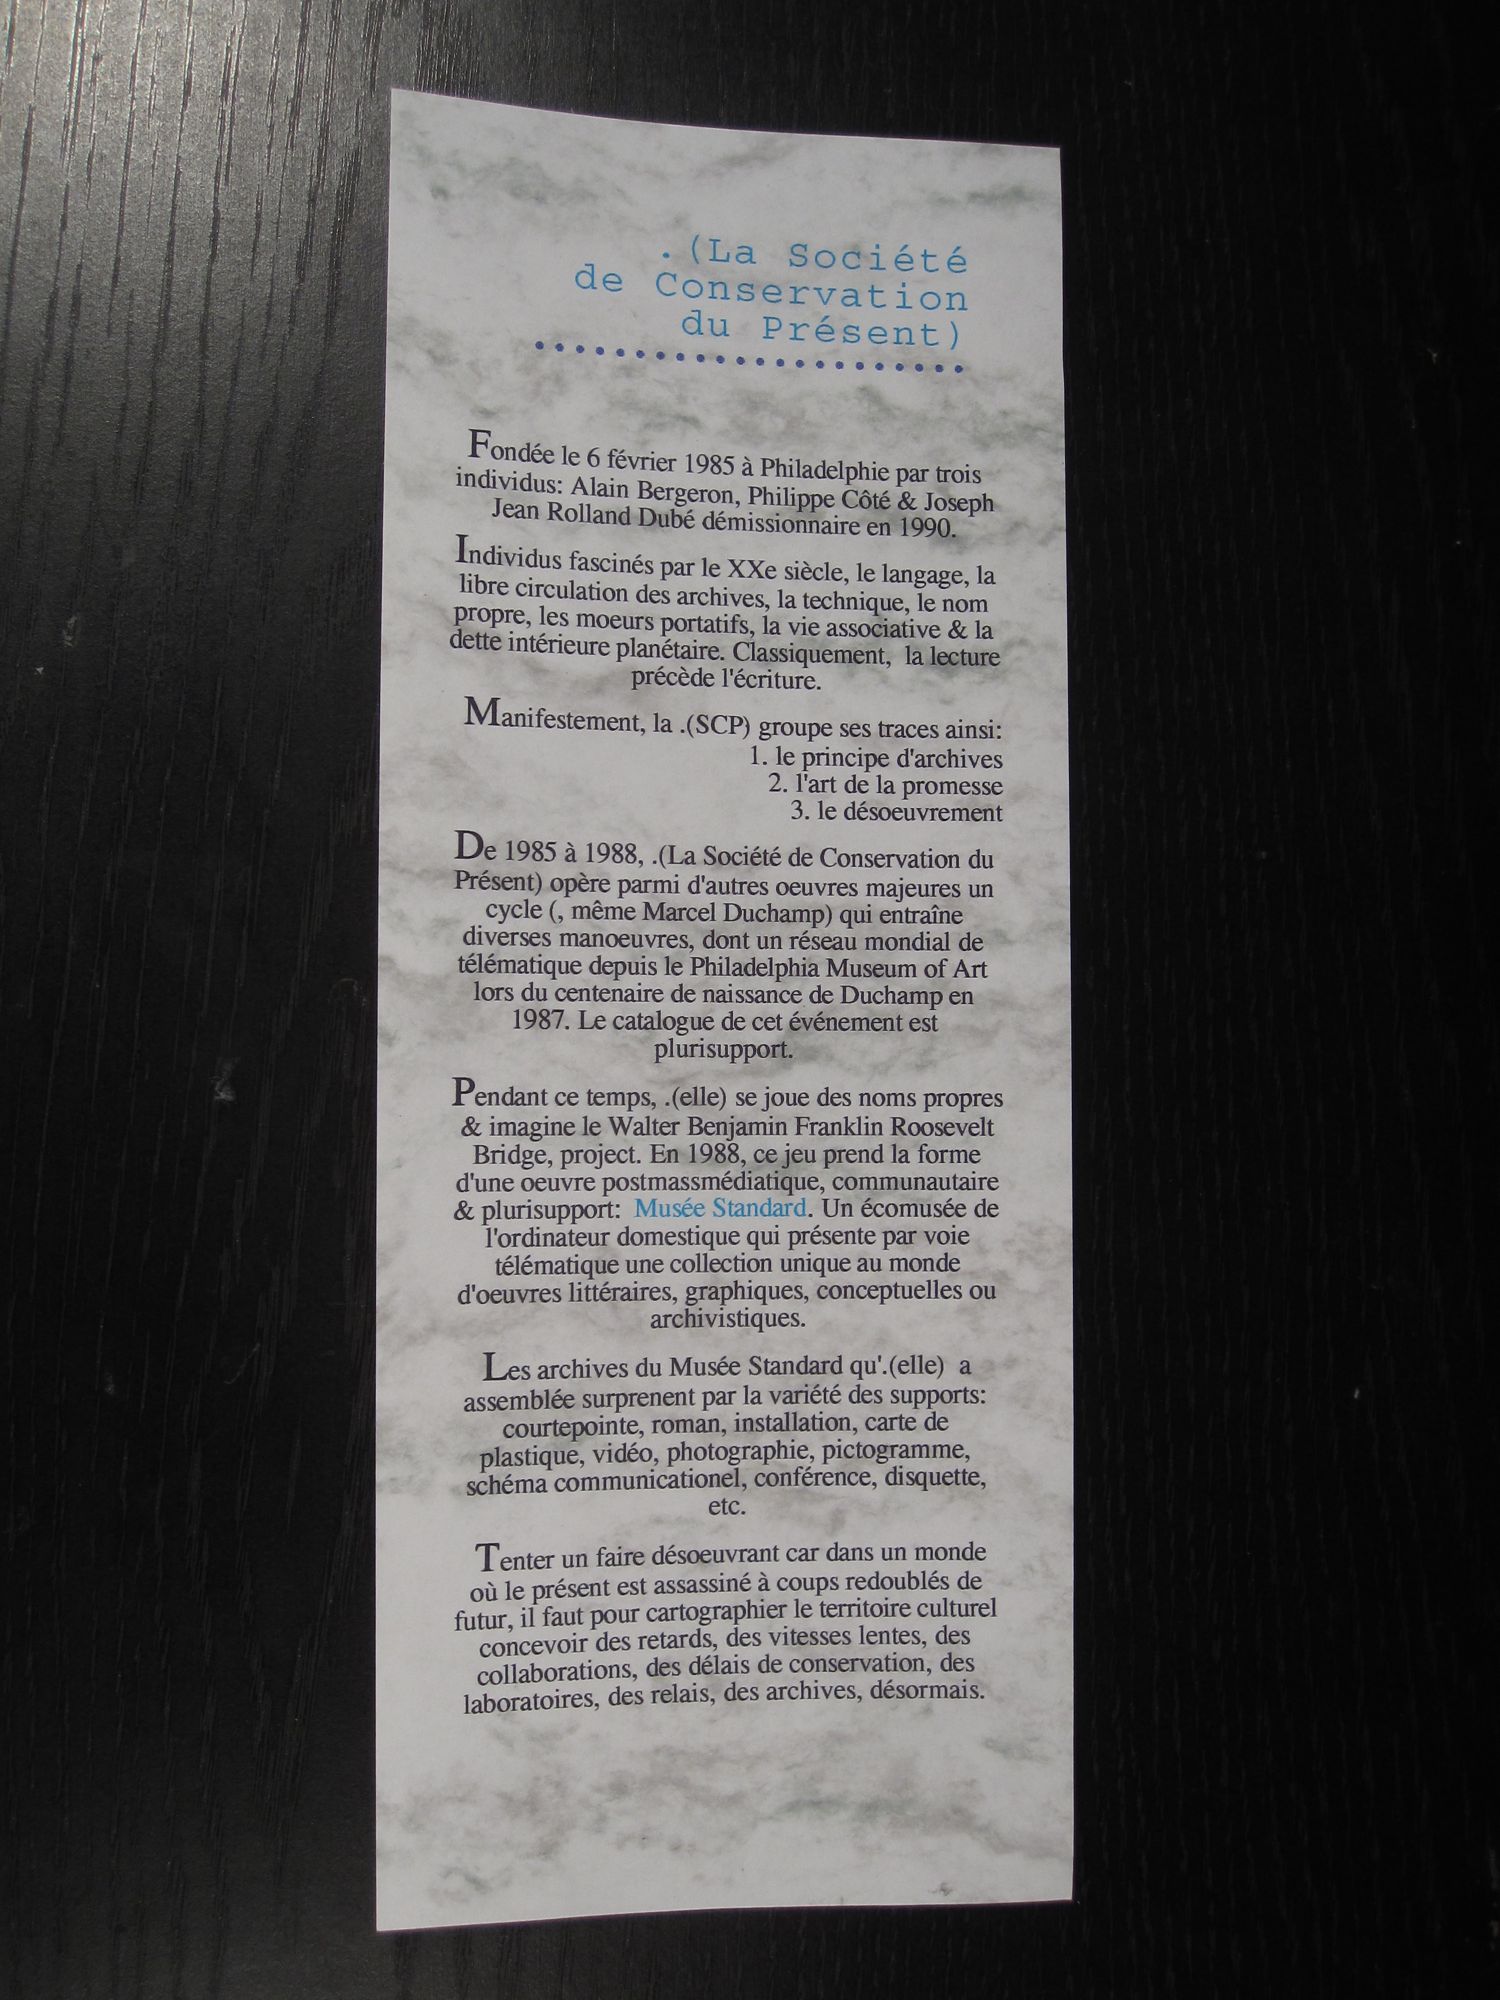 .(La Société
de Conservation
du Présent)
Fondée le 6 février 1985 à Philadelphie par trois
individus: Alain Bergeron, Philippe Côté & Joseph
Jean Rolland Dubé démissionnaire en 1990.
Individus fascinés par le XXe siècle, le langage, la
libre circulation des archives, la technique, le nom
propre, les moeurs portatifs, la vie associative & la
dette intérieure planétaire. Classiquement, la lecture
précède l'écriture.
Manifestement, la .(SCP) groupe ses traces ainsi:
1. le principe d'archives
2. l'art de la promesse
3. le désoeuvrement
De 1985 à 1988, .(La Société de Conservation du
Présent) opère parmi d'autres oeuvres majeures un
cycle (, même Marcel Duchamp) qui entraîne
diverses manoeuvres, dont un réseau mondial de
télématique depuis le Philadelphia Museum of Art
lors du centenaire de naissance de Duchamp en
1987. Le catalogue de cet événement est
plurisupport.
Pendant ce temps, .(elle) se joue des noms propres
& imagine le Walter Benjamin Franklin Roosevelt
Bridge, project. En 1988, ce jeu prend la forme
d'une oeuvre postmassmédiatique, communautaire
& plurisupport: Musée Standard. Un écomusée de
l'ordinateur domestique qui présente par voie
télématique une collection unique au monde
d'oeuvres littéraires, graphiques, conceptuelles ou
archivistiques.
Les archives du Musée Standard qu'.(elle) a
assemblée surprenent par la variété des supports:
courtepointe, roman, installation, carte de
plastique, vidéo, photographie, pictogramme,
schéma communicationel, conférence, disquette,
etc.
Tenter un faire désoeuvrant car dans un monde
où le présent est assassiné à coups redoublés de
futur, il faut pour cartographier le territoire culturel
concevoir des retards, des vitesses lentes, des
collaborations, des délais de conservation, des
laboratoires, des relais, des archives, désormais.